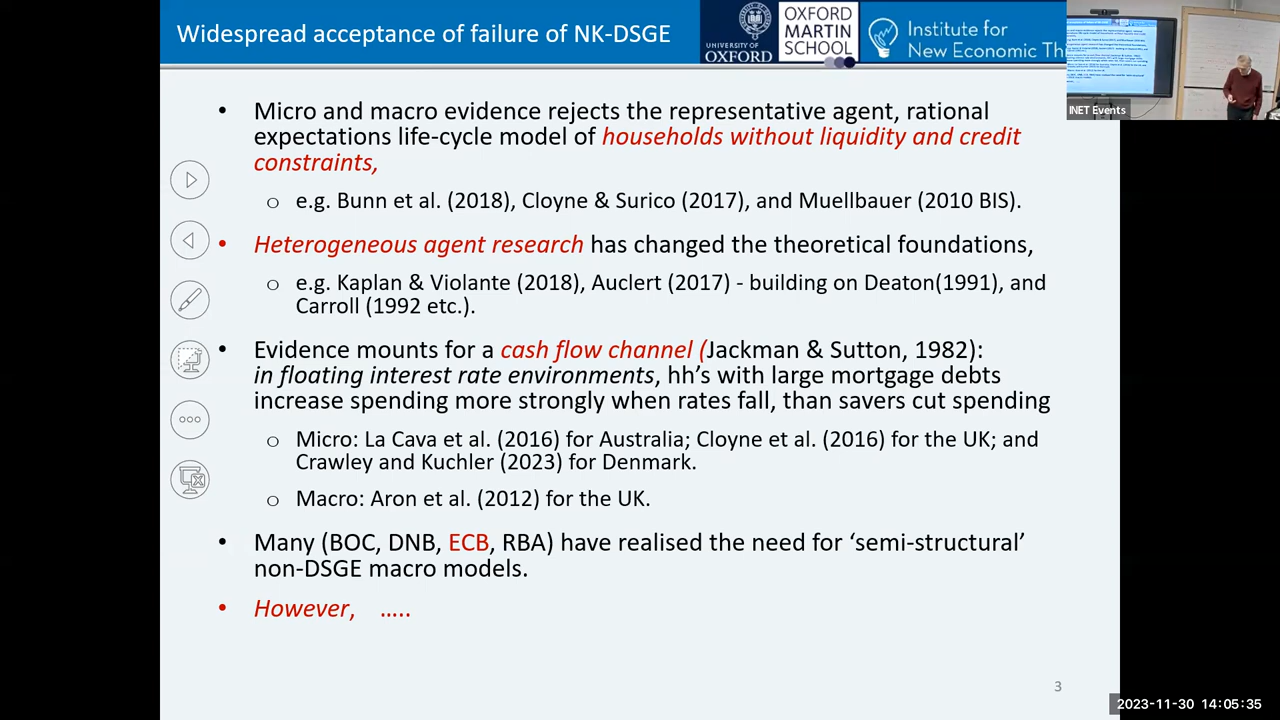 Widespread acceptance of failure of NK-DSGE
UNIVERSITY OF
OXFORD
OXFORD
MARTIN
SCHOOL
Institute for
New Economic Th
INET Events
• Micro and macro evidence rejects the representative agent, rational
expectations life-cycle model of households without liquidity and credit
constraints,
o e.g. Bunn et al. (2018), Cloyne & Surico (2017), and Muellbauer (2010 BIS).
• Heterogeneous agent research has changed the theoretical foundations,
o e.g. Kaplan & Violante (2018), Auclert (2017) - building on Deaton(1991), and
Carroll (1992 etc.).
• Evidence mounts for a cash flow channel (Jackman & Sutton, 1982):
in floating interest rate environments, hh's with large mortgage debts
increase spending more strongly when rates fall, than savers cut spending
o Micro: La Cava et al. (2016) for Australia; Cloyne et al. (2016) for the UK; and
Crawley and Kuchler (2023) for Denmark.
o Macro: Aron et al. (2012) for the UK.
• Many (BOC, DNB, ECB, RBA) have realised the need for ‘semi-structural’
non-DSGE macro models.
• However, …..
3
2023-11-30 14:05:35